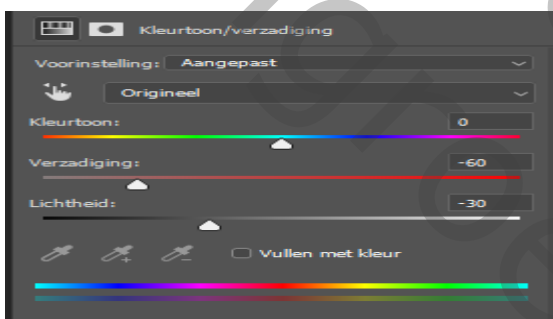 Kleurtoon/verzadiging
Voorinstelling: Aangepast
Origineel
Kleurtoon: 0
Verzadiging: -60
Lichtheid: -30
Vullen met kleur